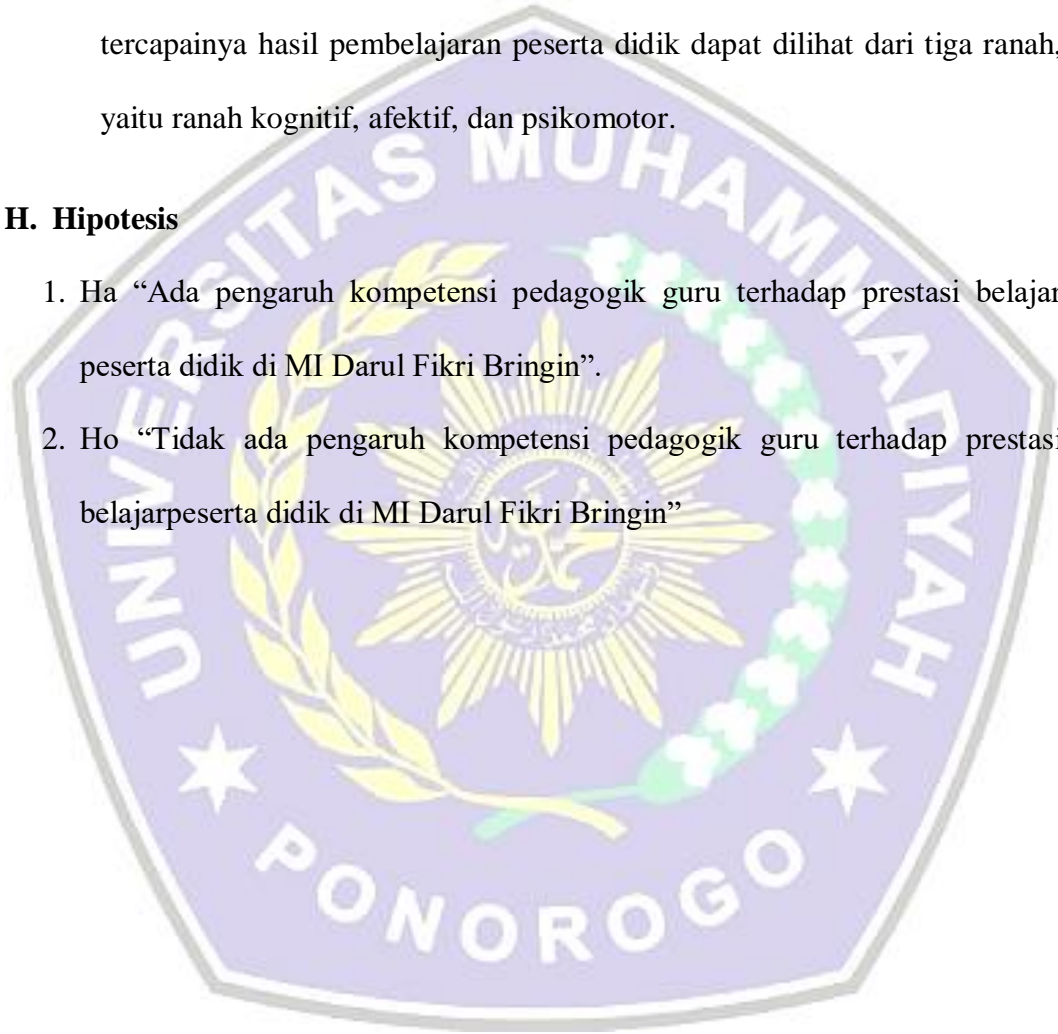 tercapainya hasil pembelajaran peserta didik dapat dilihat dari tiga ranah,
yaitu ranah kognitif, afektif, dan psikomotor.
H. Hipotesis
1. Ha “Ada pengaruh kompetensi pedagogik guru terhadap prestasi belajar
peserta didik di MI Darul Fikri Bringin”.
2. Ho “Tidak ada pengaruh kompetensi pedagogik guru terhadap prestasi
belajarpeserta didik di MI Darul Fikri Bringin”
UNIVERSITAS MUHAMMADIYAH
PONOROGO